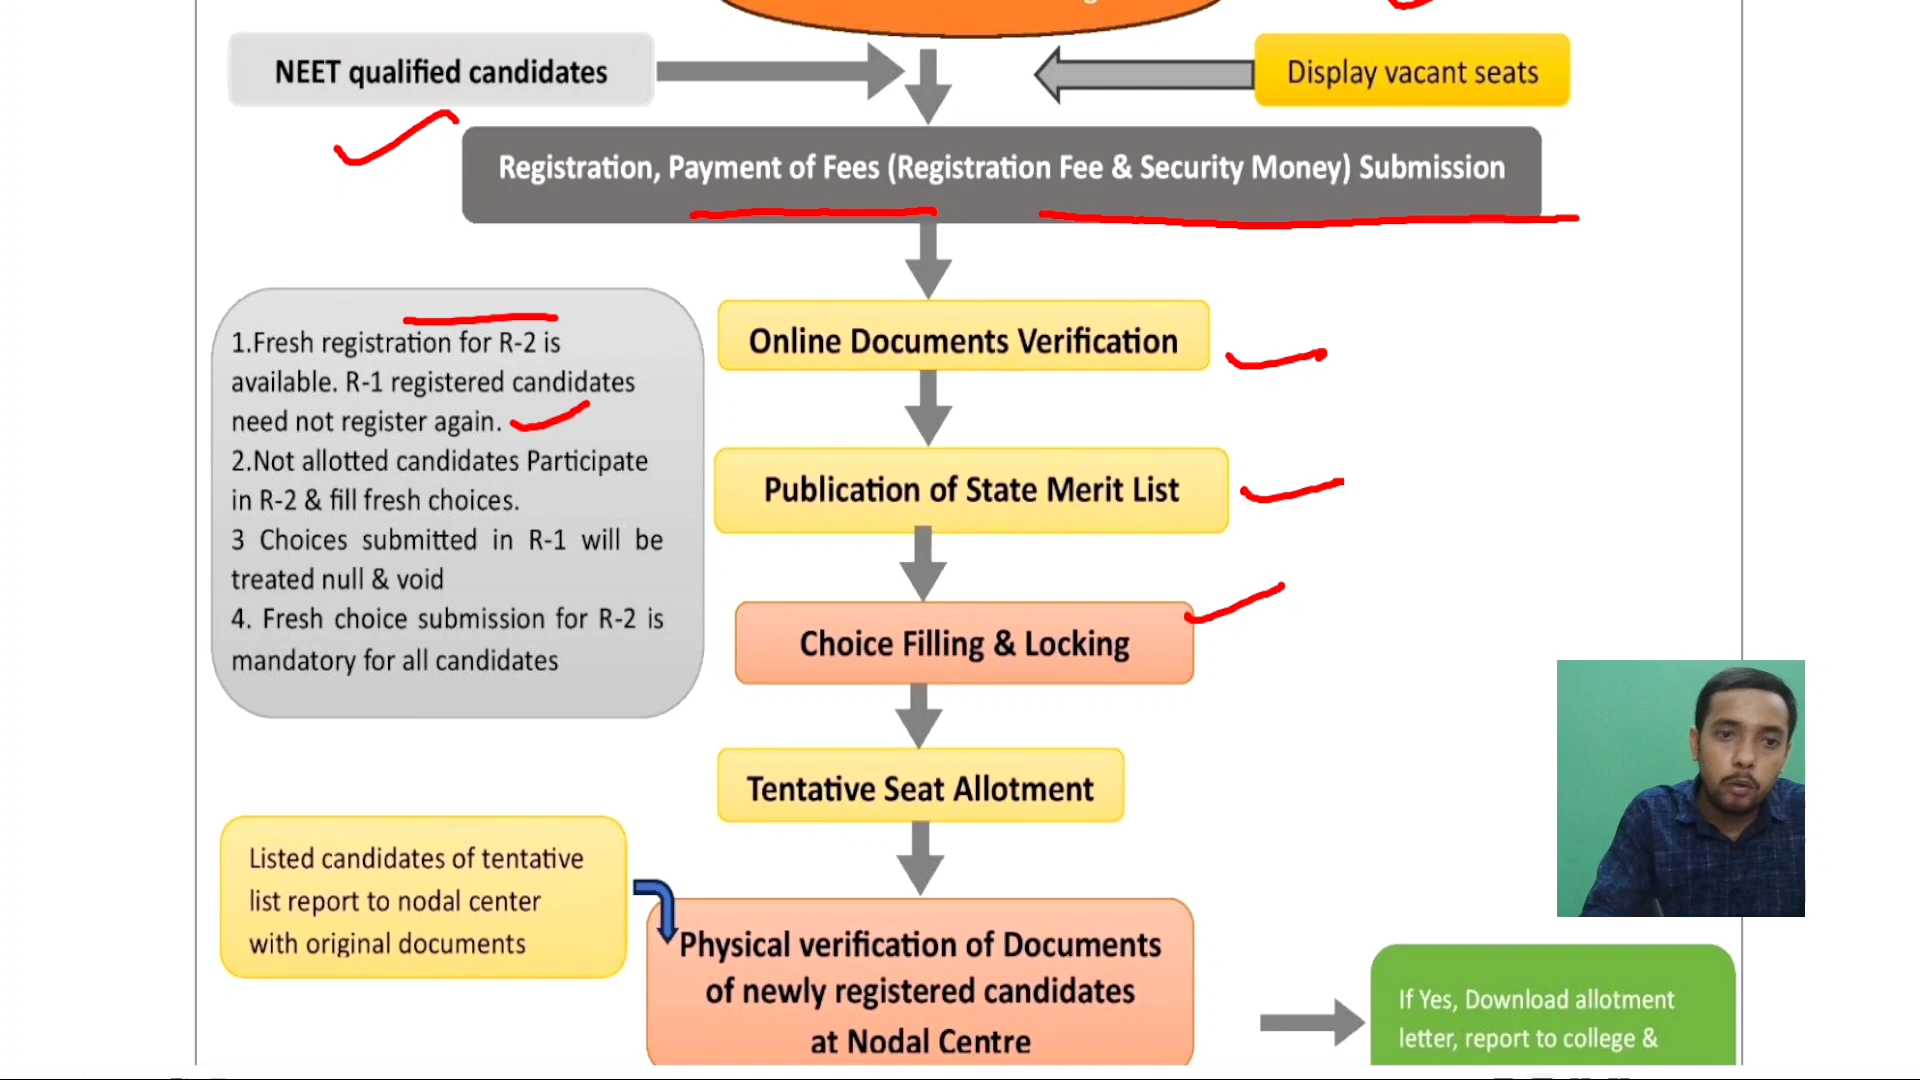 NEET qualified candidates
Display vacant seats
Registration, Payment of Fees (Registration Fee & Security Money) Submission
1.Fresh registration for R-2 is
available. R-1 registered candidates
need not register again.
2.Not allotted candidates Participate
in R-2 & fill fresh choices.
3 Choices submitted in R-1 will be
treated null & void
4. Fresh choice submission for R-2 is
mandatory for all candidates
Online Documents Verification
Publication of State Merit List
Choice Filling & Locking
Tentative Seat Allotment
Listed candidates of tentative
list report to nodal center
with original documents
Physical verification of Documents
of newly registered candidates
at Nodal Centre
If Yes, Download allotment
letter, report to college &